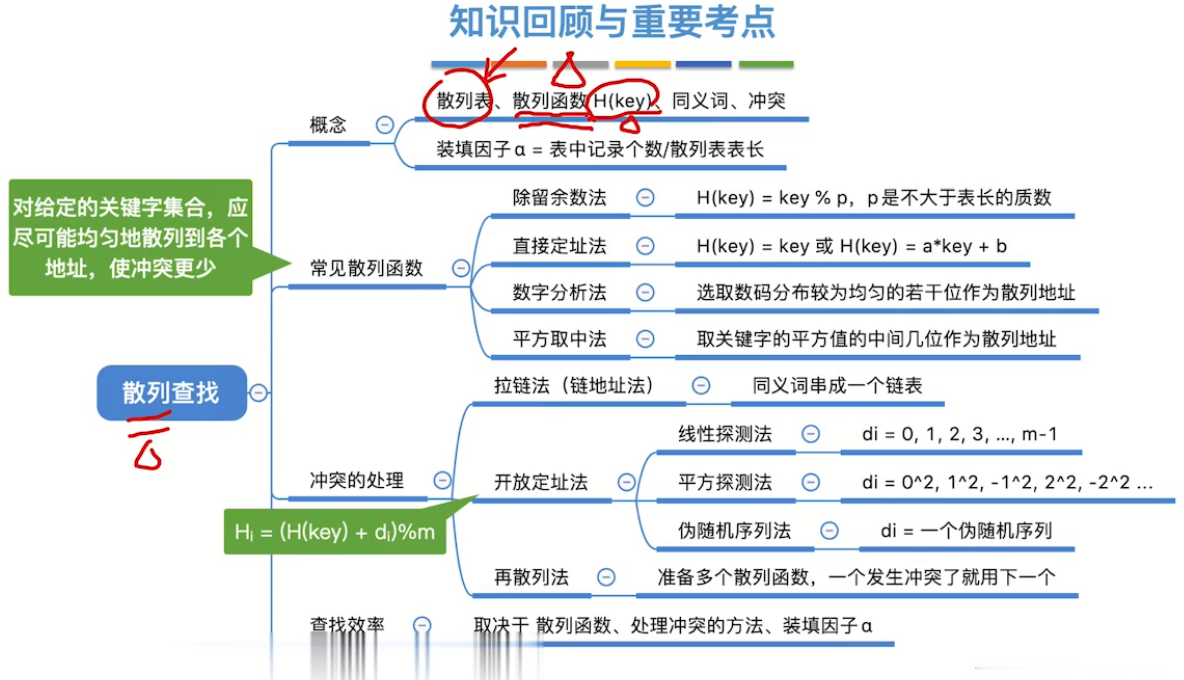 知识回顾与重要考点
散列表、散列函数 H(key)、同义词、冲突
概念
装填因子α = 表中记录个数/散列表表长
对给定的关键字集合，应
尽可能均匀地散列到各个
地址，使冲突更少
除留余数法 H(key) = key % p，p是不大于表长的质数
直接定址法 H(key) = key 或 H(key) = a*key + b
常见散列函数
数字分析法 选取数码分布较为均匀的若干位作为散列地址
平方取中法 取关键字的平方值的中间几位作为散列地址
散列查找
拉链法（链地址法） 同义词串成一个链表
线性探测法 di = 0, 1, 2, 3, …, m-1
冲突的处理
开放定址法
平方探测法 di = 0^2, 1^2, -1^2, 2^2, -2^2 ...
Hᵢ = (H(key) + dᵢ)%m
伪随机序列法 di = 一个伪随机序列
再散列法 准备多个散列函数，一个发生冲突了就用下一个
查找效率 取决于 散列函数、处理冲突的方法、装填因子α